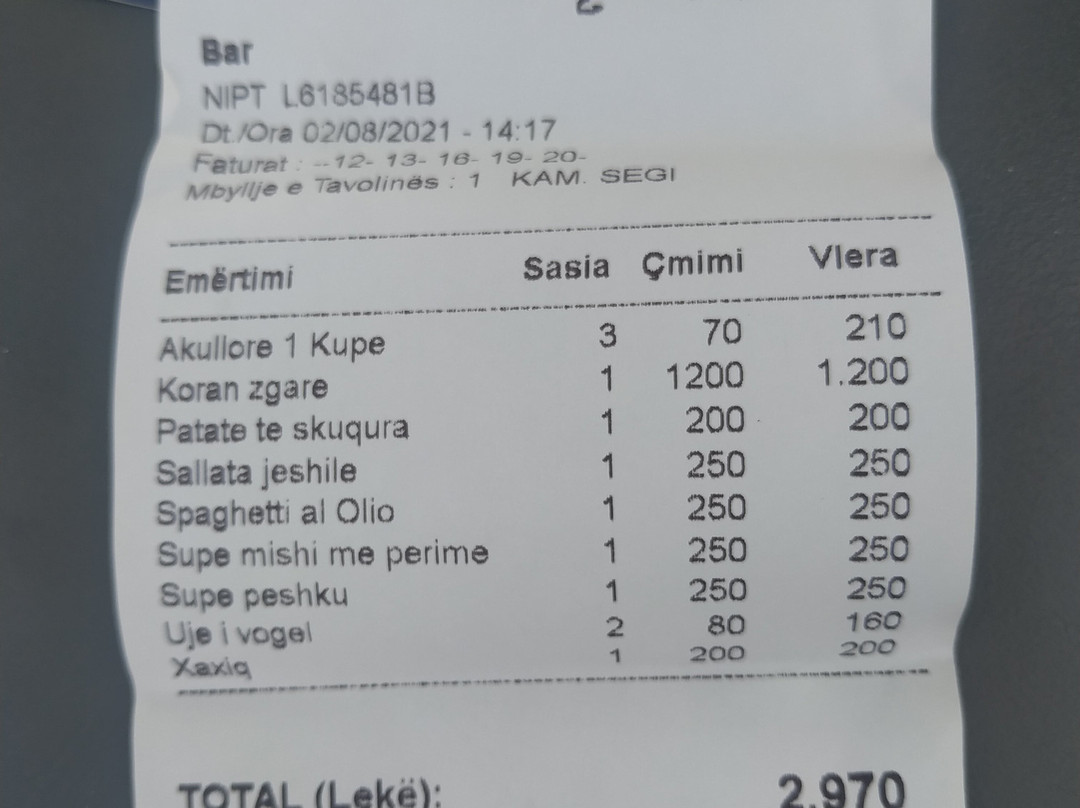 Bar
NIPT L6185481B
Dt./Ora 02/08/2021 - 14:17
Faturat : --12- 13- 16- 19- 20-
Mbyllje e Tavolinës : 1 KAM. SEGI
Emërtimi Sasia Çmimi Vlera
Akullore 1 Kupe 3 70 210
Koran zgare 1 1200 1.200
Patate te skuqura 1 200 200
Sallata jeshile 1 250 250
Spaghetti al Olio 1 250 250
Supe mishi me perime 1 250 250
Supe peshku 1 250 250
Uje i vogel 2 80 160
Xaxiq 1 200 200
TOTAL (Lekë): 2.970